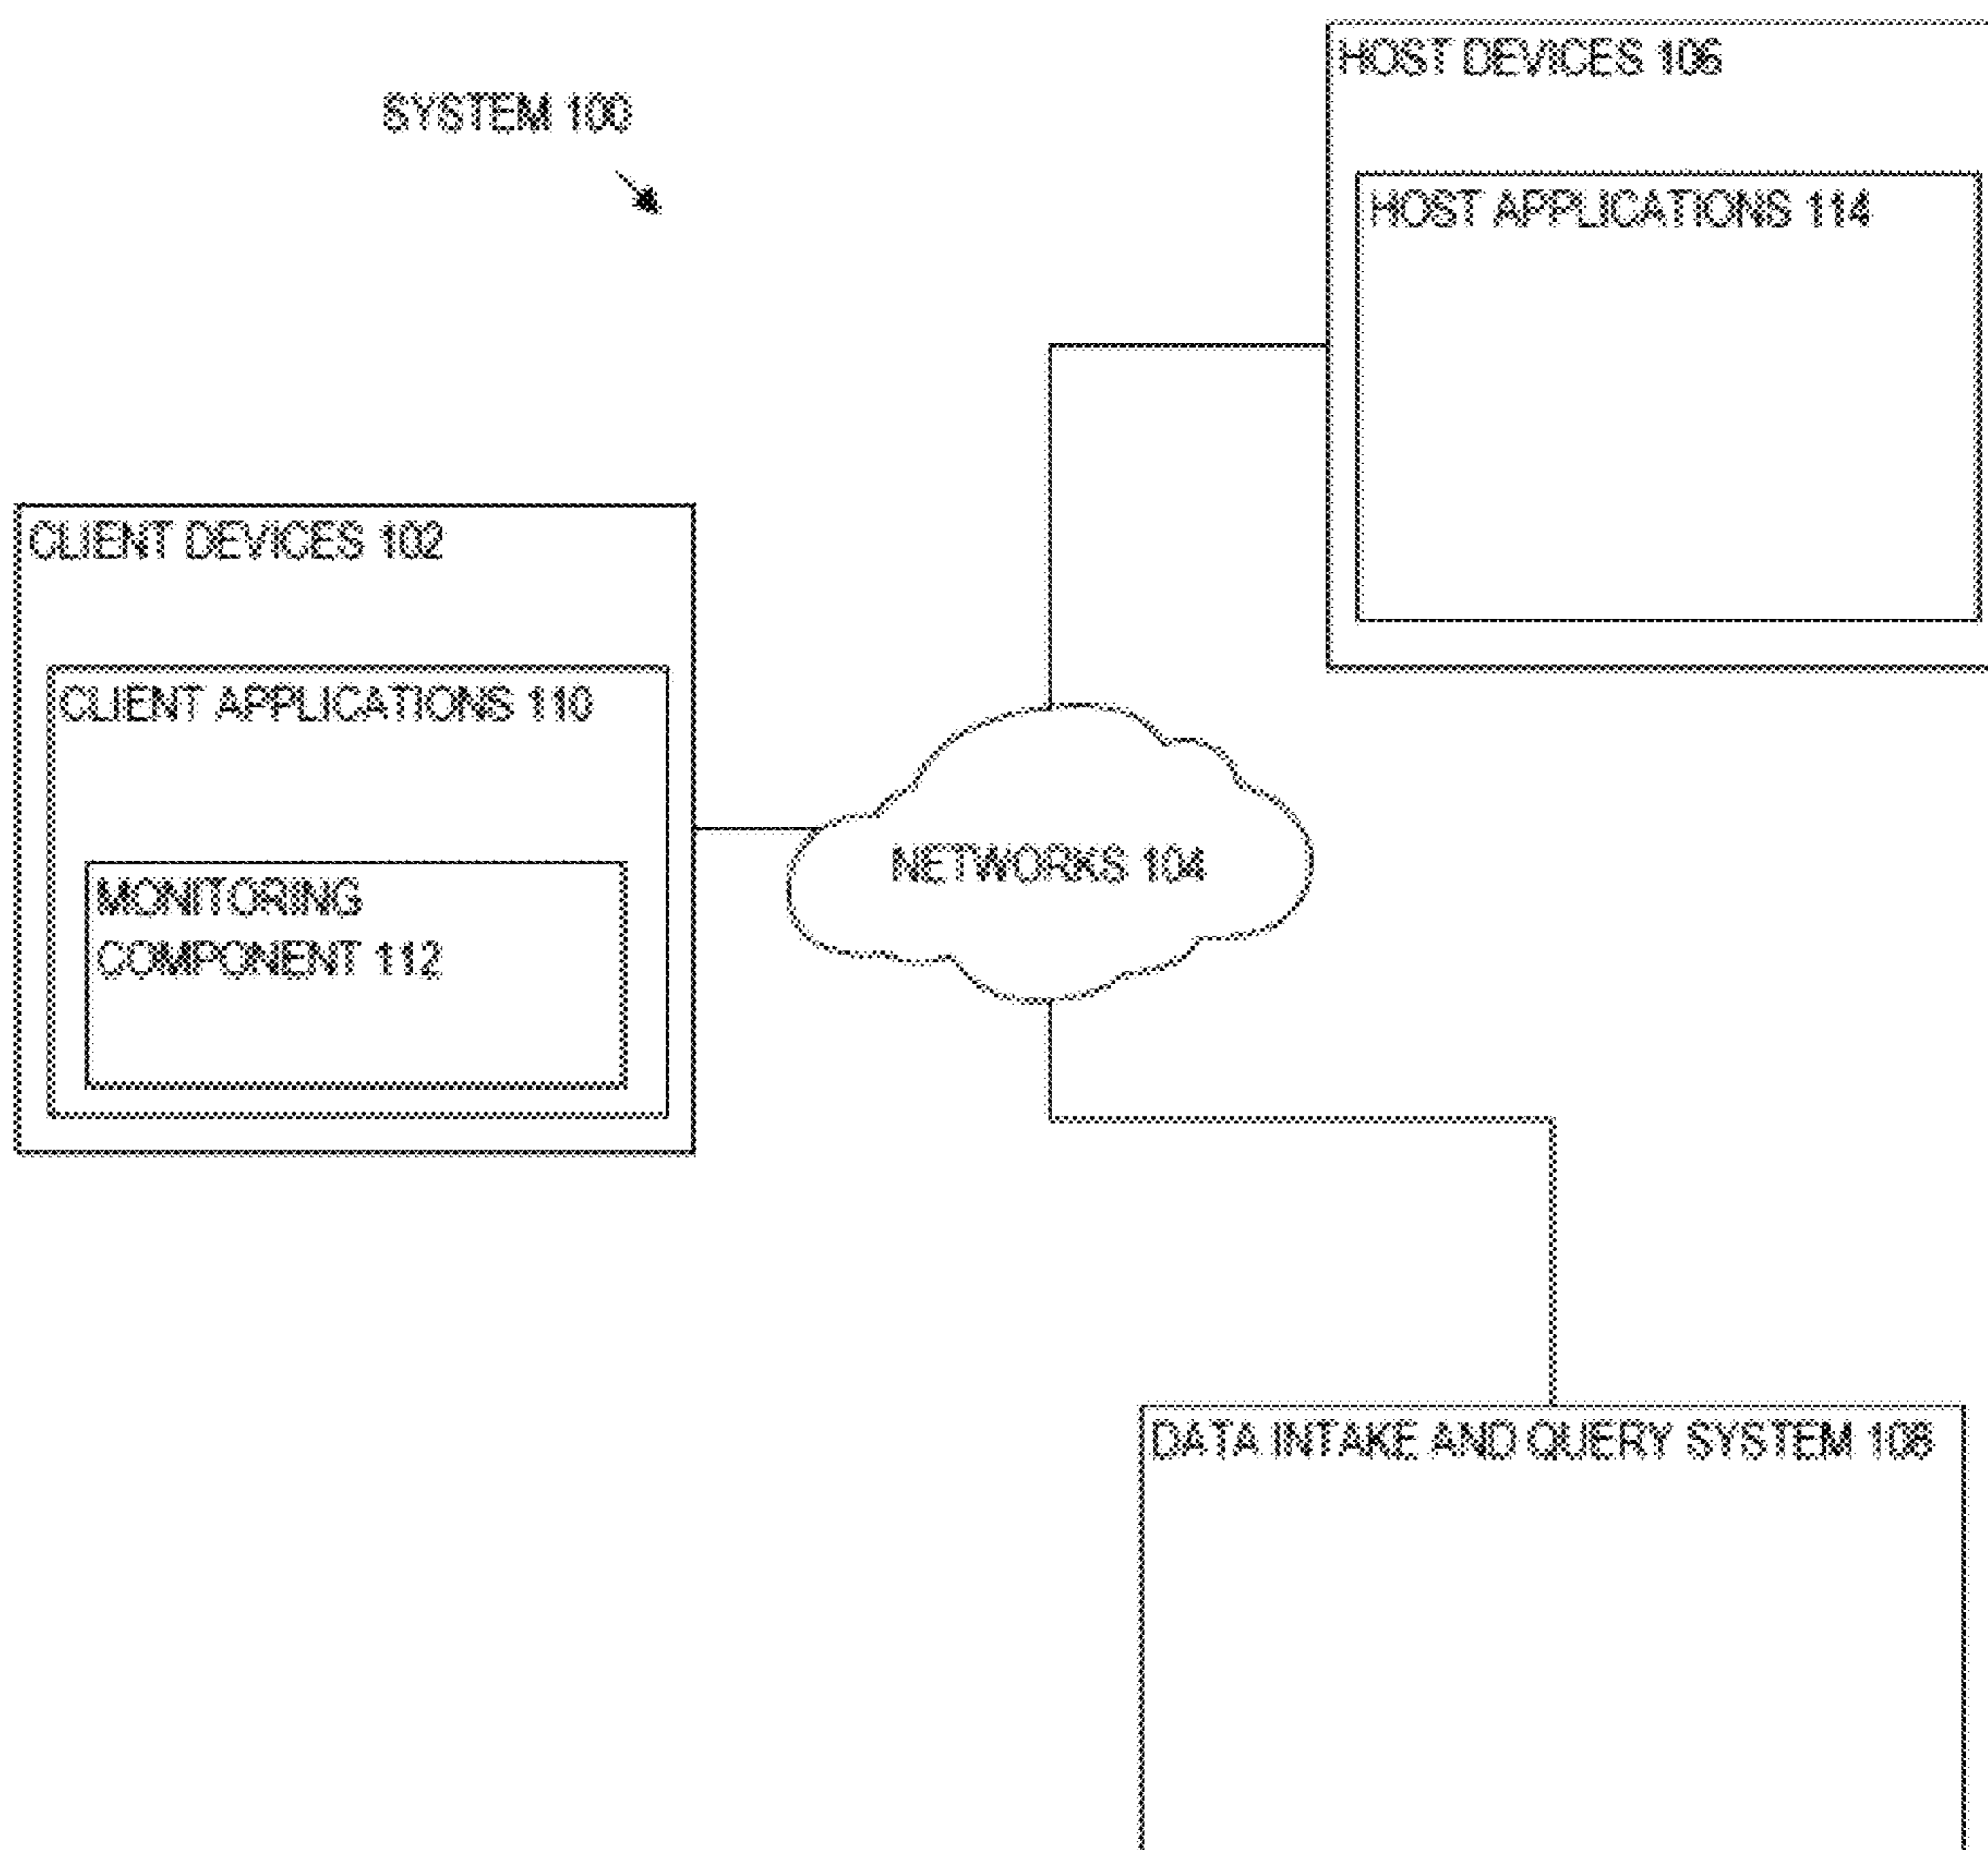 SYSTEM 100
HOST DEVICES 106
HOST APPLICATIONS 114
CLIENT DEVICES 102
CLIENT APPLICATIONS 110
MONITORING
COMPONENT 112
NETWORKS 104
DATA INTAKE AND QUERY SYSTEM 108